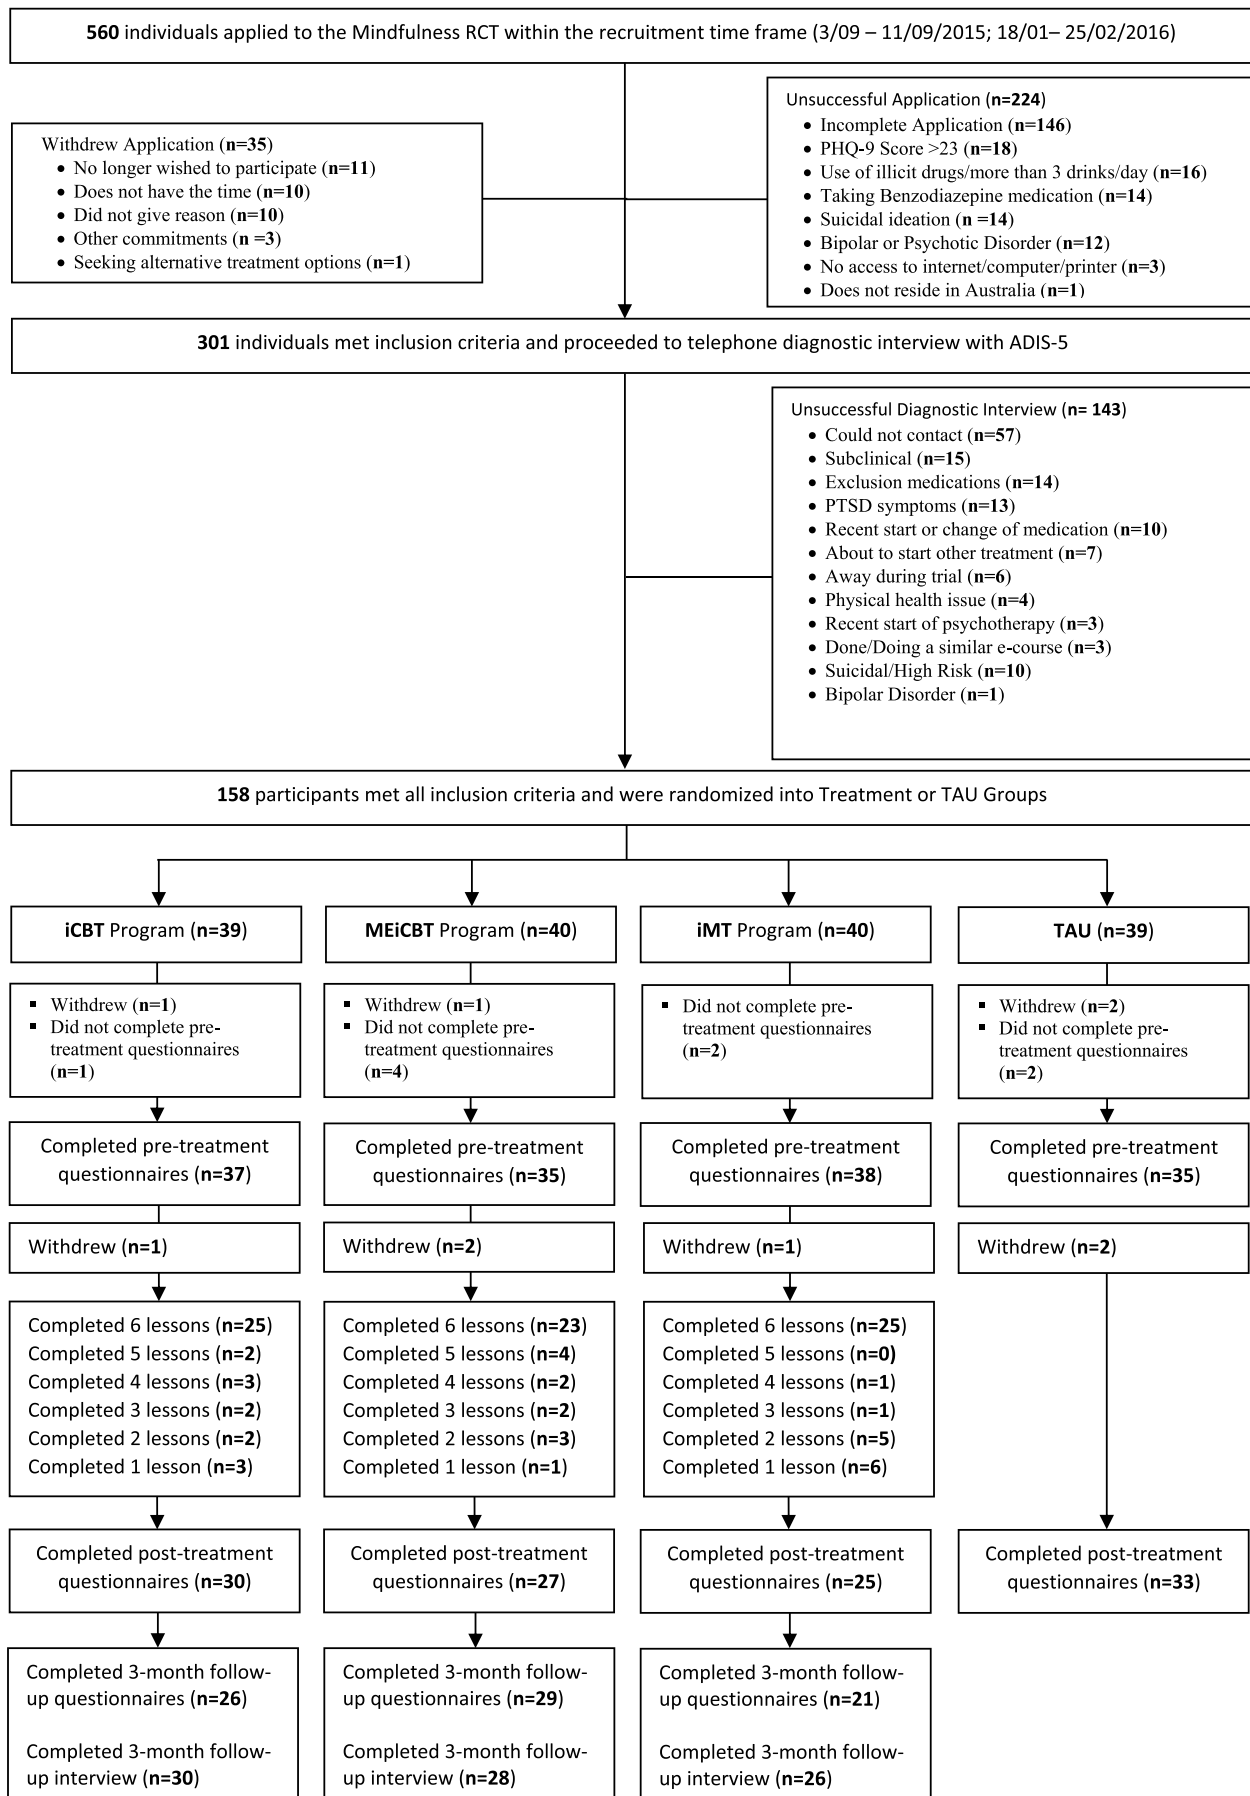 560 individuals applied to the Mindfulness RCT within the recruitment time frame (3/09 – 11/09/2015; 18/01– 25/02/2016)
Withdrew Application (n=35)
• No longer wished to participate (n=11)
• Does not have the time (n=10)
• Did not give reason (n=10)
• Other commitments (n =3)
• Seeking alternative treatment options (n=1)
Unsuccessful Application (n=224)
• Incomplete Application (n=146)
• PHQ-9 Score >23 (n=18)
• Use of illicit drugs/more than 3 drinks/day (n=16)
• Taking Benzodiazepine medication (n=14)
• Suicidal ideation (n =14)
• Bipolar or Psychotic Disorder (n=12)
• No access to internet/computer/printer (n=3)
• Does not reside in Australia (n=1)
301 individuals met inclusion criteria and proceeded to telephone diagnostic interview with ADIS-5
Unsuccessful Diagnostic Interview (n= 143)
• Could not contact (n=57)
• Subclinical (n=15)
• Exclusion medications (n=14)
• PTSD symptoms (n=13)
• Recent start or change of medication (n=10)
• About to start other treatment (n=7)
• Away during trial (n=6)
• Physical health issue (n=4)
• Recent start of psychotherapy (n=3)
• Done/Doing a similar e-course (n=3)
• Suicidal/High Risk (n=10)
• Bipolar Disorder (n=1)
158 participants met all inclusion criteria and were randomized into Treatment or TAU Groups
iCBT Program (n=39)
MEiCBT Program (n=40)
iMT Program (n=40)
TAU (n=39)
▪ Withdrew (n=1)
▪ Did not complete pre-
treatment questionnaires
(n=1)
▪ Withdrew (n=1)
▪ Did not complete pre-
treatment questionnaires
(n=4)
▪ Did not complete pre-
treatment questionnaires
(n=2)
▪ Withdrew (n=2)
▪ Did not complete pre-
treatment questionnaires
(n=2)
Completed pre-treatment
questionnaires (n=37)
Completed pre-treatment
questionnaires (n=35)
Completed pre-treatment
questionnaires (n=38)
Completed pre-treatment
questionnaires (n=35)
Withdrew (n=1)
Withdrew (n=2)
Withdrew (n=1)
Withdrew (n=2)
Completed 6 lessons (n=25)
Completed 5 lessons (n=2)
Completed 4 lessons (n=3)
Completed 3 lessons (n=2)
Completed 2 lessons (n=2)
Completed 1 lesson (n=3)
Completed 6 lessons (n=23)
Completed 5 lessons (n=4)
Completed 4 lessons (n=2)
Completed 3 lessons (n=2)
Completed 2 lessons (n=3)
Completed 1 lesson (n=1)
Completed 6 lessons (n=25)
Completed 5 lessons (n=0)
Completed 4 lessons (n=1)
Completed 3 lessons (n=1)
Completed 2 lessons (n=5)
Completed 1 lesson (n=6)
Completed post-treatment
questionnaires (n=30)
Completed post-treatment
questionnaires (n=27)
Completed post-treatment
questionnaires (n=25)
Completed post-treatment
questionnaires (n=33)
Completed 3-month follow-
up questionnaires (n=26)
Completed 3-month follow-
up interview (n=30)
Completed 3-month follow-
up questionnaires (n=29)
Completed 3-month follow-
up interview (n=28)
Completed 3-month follow-
up questionnaires (n=21)
Completed 3-month follow-
up interview (n=26)